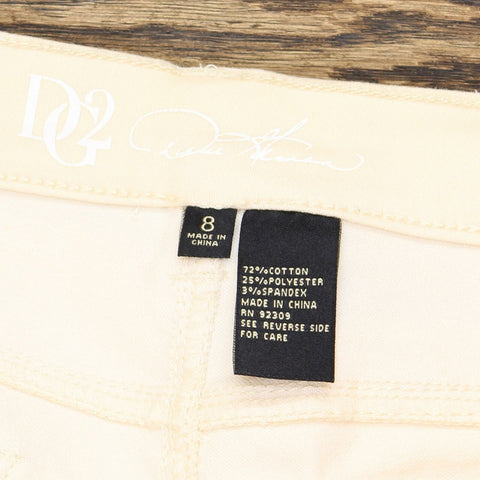 DG2
8
MADE IN
CHINA
72%COTTON
25%POLYESTER
3%SPANDEX
MADE IN CHINA
RN 92309
SEE REVERSE SIDE
FOR CARE